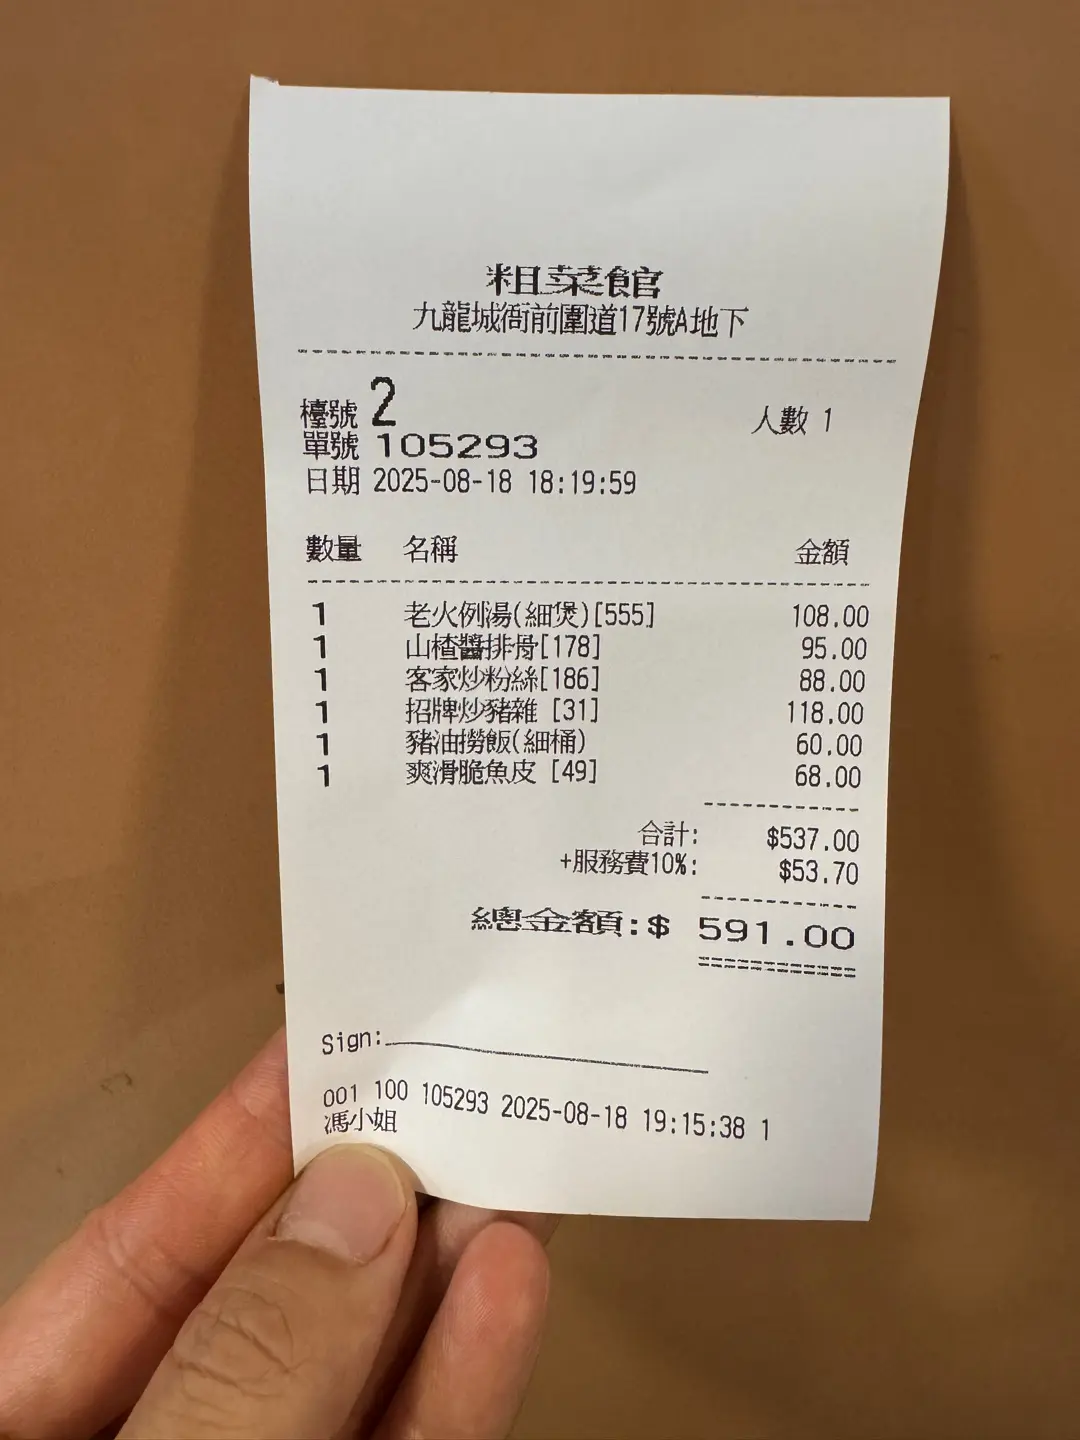 粗菜館
九龍城衙前圍道17號A地下
檯號 2
人數 1
單號 105293
日期 2025-08-18 18:19:59
數量 名稱 金額
1 老火例湯(細煲)[555] 108.00
1 山楂醬排骨[178] 95.00
1 客家炒粉絲[186] 88.00
1 招牌炒豬雜 [31] 118.00
1 豬油撈飯(細桶) 60.00
1 爽滑脆魚皮 [49] 68.00
合計: $537.00
+服務費10%: $53.70
總金額:$ 591.00
Sign:
001 100 105293 2025-08-18 19:15:38 1
馮小姐